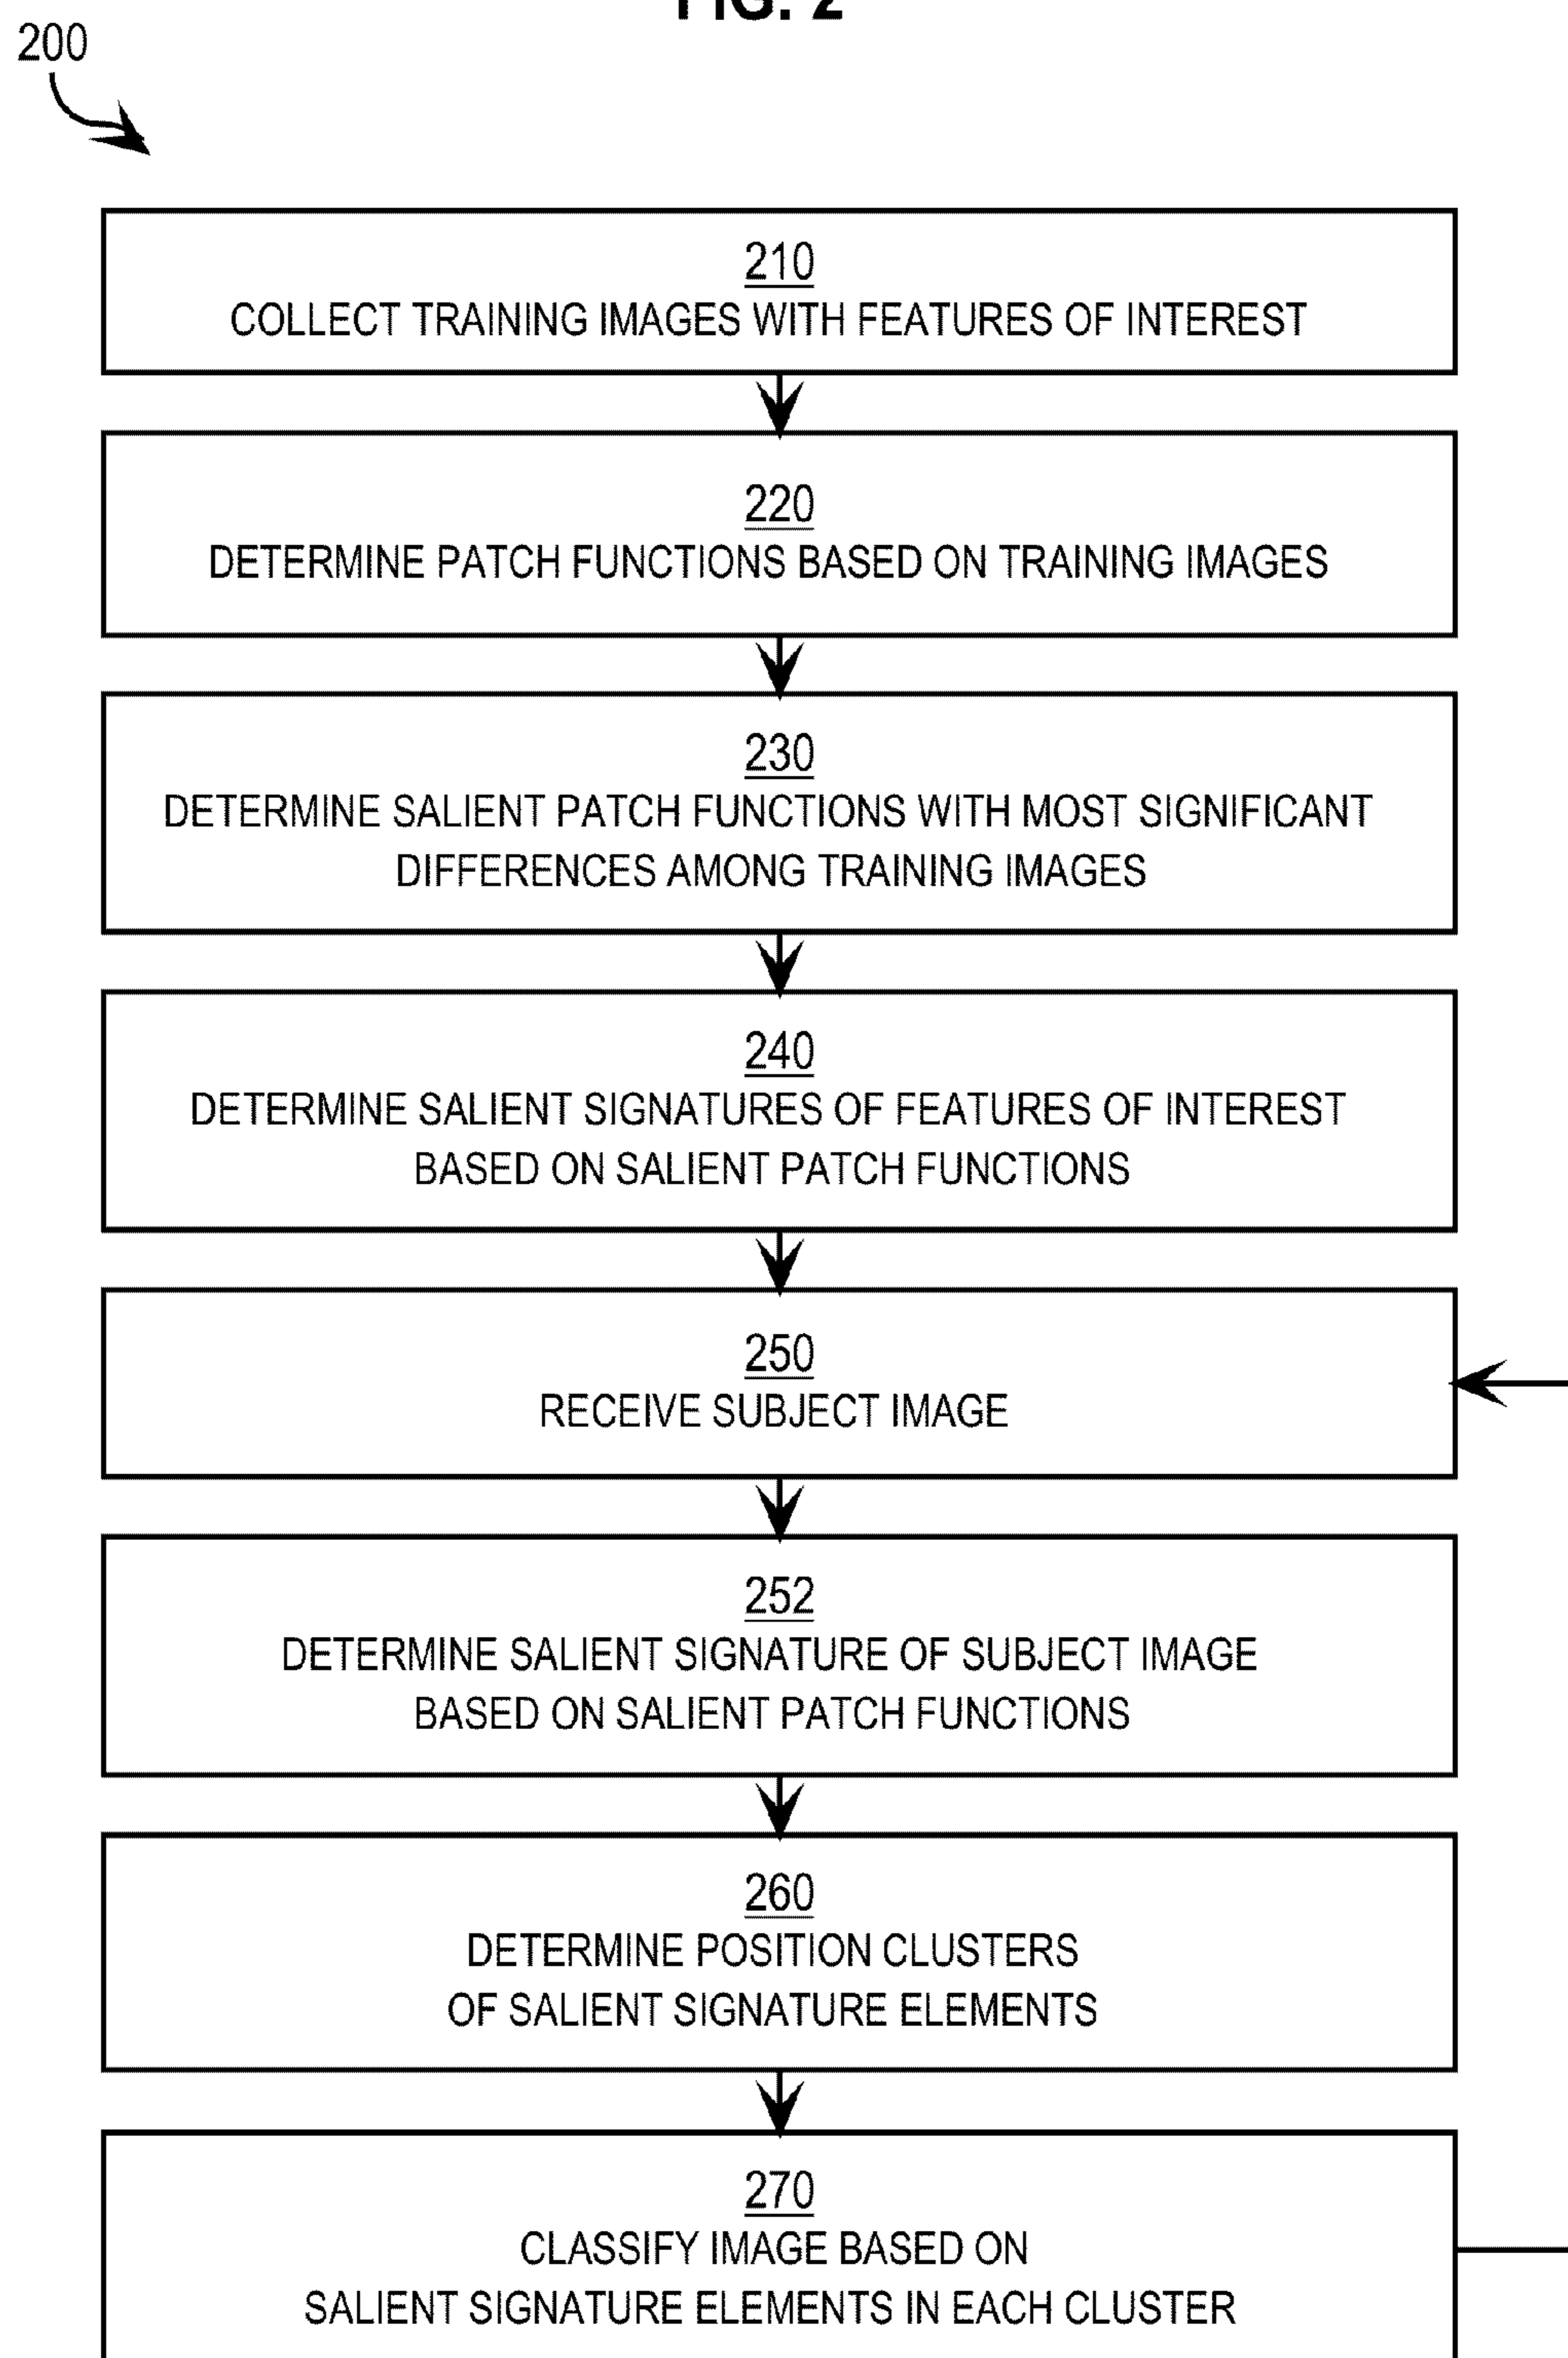 FIG. 2
200
210
COLLECT TRAINING IMAGES WITH FEATURES OF INTEREST
220
DETERMINE PATCH FUNCTIONS BASED ON TRAINING IMAGES
230
DETERMINE SALIENT PATCH FUNCTIONS WITH MOST SIGNIFICANT
DIFFERENCES AMONG TRAINING IMAGES
240
DETERMINE SALIENT SIGNATURES OF FEATURES OF INTEREST
BASED ON SALIENT PATCH FUNCTIONS
250
RECEIVE SUBJECT IMAGE
252
DETERMINE SALIENT SIGNATURE OF SUBJECT IMAGE
BASED ON SALIENT PATCH FUNCTIONS
260
DETERMINE POSITION CLUSTERS
OF SALIENT SIGNATURE ELEMENTS
270
CLASSIFY IMAGE BASED ON
SALIENT SIGNATURE ELEMENTS IN EACH CLUSTER